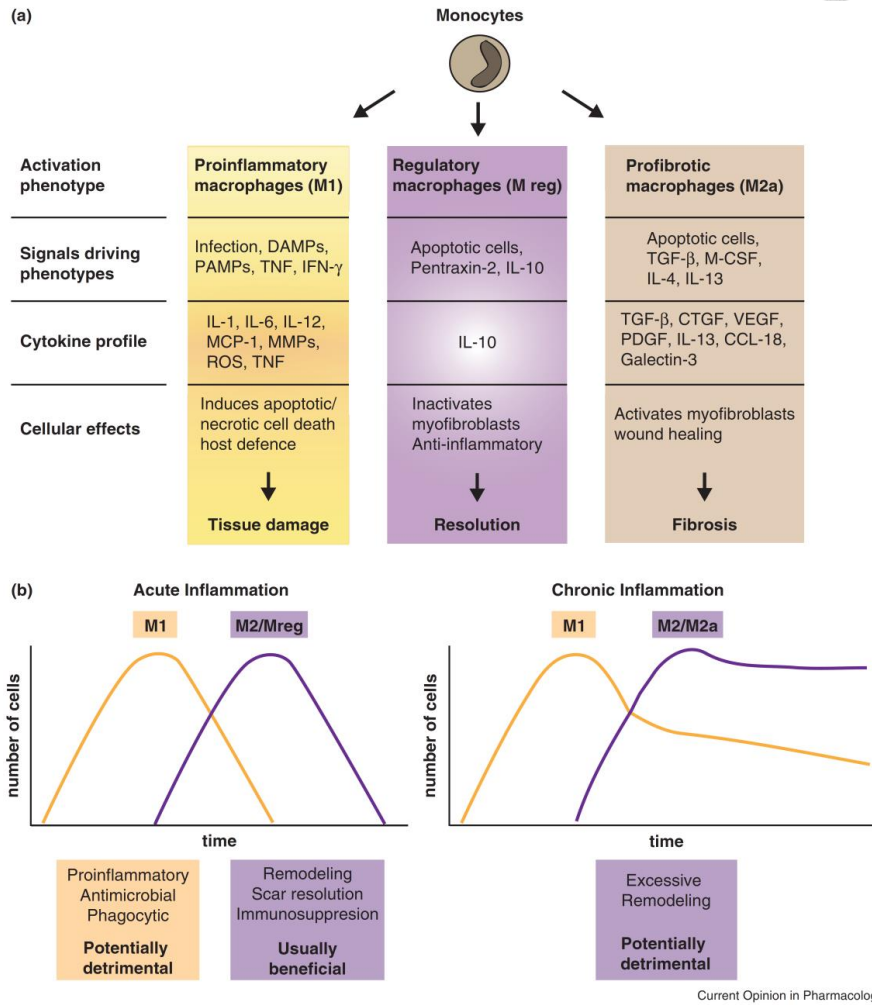 (a)
Monocytes
Activation
phenotype
Proinflammatory
macrophages (M1)
Regulatory
macrophages (M reg)
Profibrotic
macrophages (M2a)
Signals driving
phenotypes
Infection, DAMPs,
PAMPs, TNF, IFN-γ
Apoptotic cells,
Pentraxin-2, IL-10
Apoptotic cells,
TGF-β, M-CSF,
IL-4, IL-13
Cytokine profile
IL-1, IL-6, IL-12,
MCP-1, MMPs,
ROS, TNF
IL-10
TGF-β, CTGF, VEGF,
PDGF, IL-13, CCL-18,
Galectin-3
Cellular effects
Induces apoptotic/
necrotic cell death
host defence
Inactivates
myofibroblasts
Anti-inflammatory
Activates myofibroblasts
wound healing
Tissue damage
Resolution
Fibrosis
(b)
Acute Inflammation
M1
M2/Mreg
number of cells
time
Proinflammatory
Antimicrobial
Phagocytic
Potentially
detrimental
Remodeling
Scar resolution
Immunosuppresion
Usually
beneficial
Chronic Inflammation
M1
M2/M2a
number of cells
time
Excessive
Remodeling
Potentially
detrimental
Current Opinion in